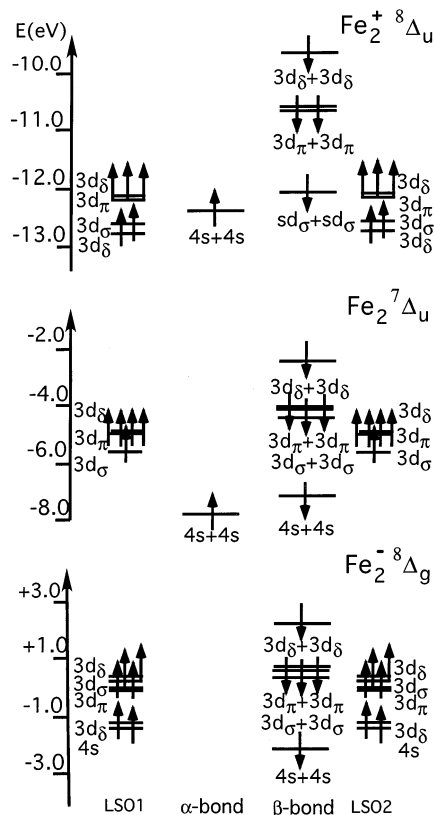 E(eV) Fe₂⁺ ⁸Δᵤ
-10.0
3dδ+3dδ
-11.0
3dπ+3dπ
-12.0
3dδ 3dδ
3dπ 3dπ
3dσ 4s+4s sdσ+sdσ 3dσ
3dδ 3dδ
-13.0
Fe₂ ⁷Δᵤ
-2.0
3dδ+3dδ
-4.0
3dδ 3dδ
3dπ 3dπ+3dπ 3dπ
-6.0
3dσ 3dσ+3dσ 3dσ
-8.0
4s+4s 4s+4s
Fe₂⁻ ⁸Δg
+3.0
3dδ+3dδ
+1.0
3dδ 3dδ
3dσ 3dσ
3dπ 3dπ+3dπ 3dπ
-1.0
3dσ+3dσ
3dδ 3dδ
4s 4s
4s+4s
-3.0
LSO1 α-bond β-bond LSO2